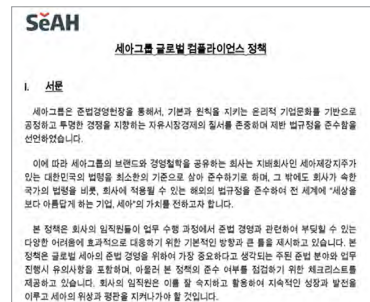 SeAH
세아그룹 글로벌 컴플라이언스 정책
I. 서문
세아그룹은 준법경영헌장을 통해서, 기본과 원칙을 지키는 윤리적 기업문화를 기반으로
공정하고 투명한 경쟁을 지향하는 자유시장경제의 질서를 존중하며 제반 법규정을 준수함을
선언하였습니다.
이에 따라 세아그룹의 브랜드와 경영철학을 공유하는 회사는 지배회사인 세아제강지주가
있는 대한민국의 법령을 최소한의 기준으로 삼아 준수하기로 하며, 그 밖에도 회사가 속한
국가의 법령을 비롯, 회사에 적용될 수 있는 해외의 법규정을 준수하여 전 세계에 “세상을
보다 아름답게 하는 기업, 세아”의 가치를 전하고자 합니다.
본 정책은 회사의 임직원들이 업무 수행 과정에서 준법 경영과 관련하여 부딪힐 수 있는
다양한 어려움에 효과적으로 대응하기 위한 기본적인 방향과 큰 틀을 제시하고 있습니다. 본
정책은 글로벌 세아의 준법 경영을 위하여 가장 중요하다고 생각되는 주된 준법 분야와 업무
진행시 유의사항을 포함하며, 아울러 본 정책의 준수 여부를 점검하기 위한 체크리스트를
제공하고 있습니다. 회사의 임직원은 이를 잘 숙지하고 활용하여 지속적인 성장과 발전을
이루고 세아의 위상과 평판을 지켜나가야 할 것입니다.